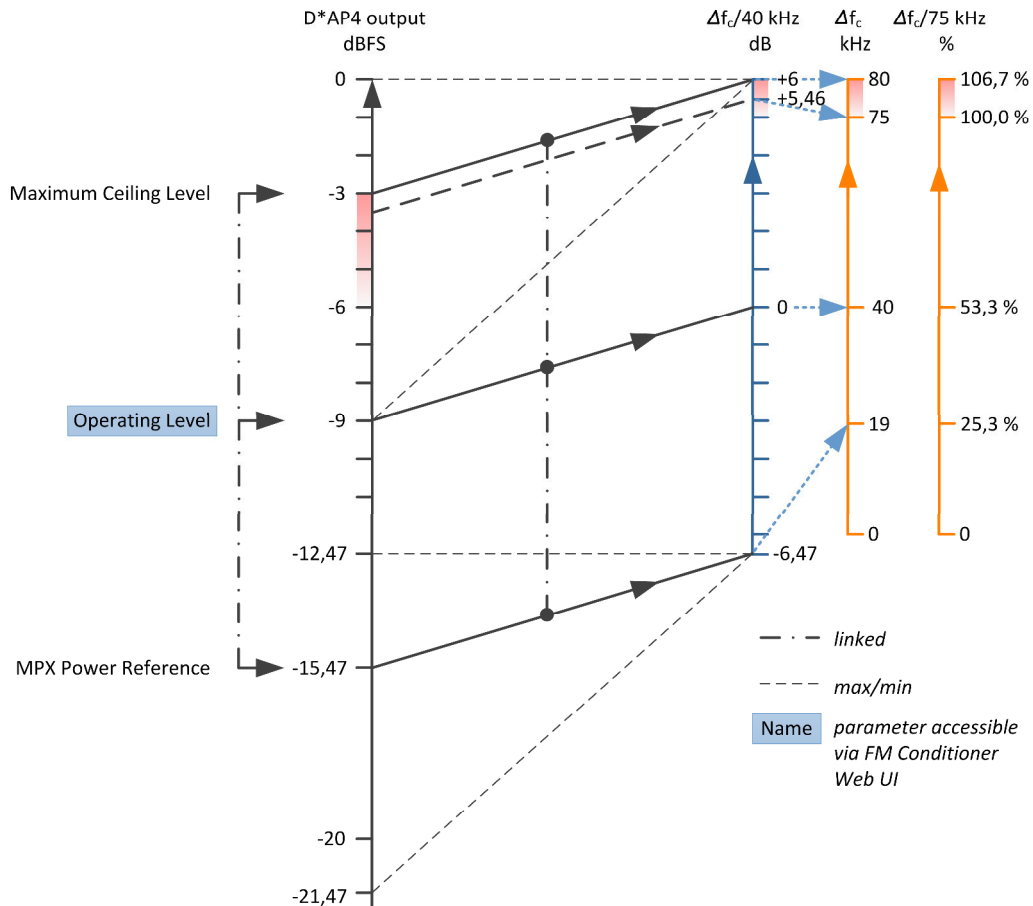 D*AP4 output
dBFS
Δfc/40 kHz
dB
Δfc
kHz
Δfc/75 kHz
%
0
+6
80
106,7 %
+5,46
75
100,0 %
Maximum Ceiling Level
-3
-6
0
40
53,3 %
Operating Level
-9
19
25,3 %
0
0
-12,47
-6,47
MPX Power Reference
-15,47
-20
-21,47
linked
max/min
Name
parameter accessible
via FM Conditioner
Web UI